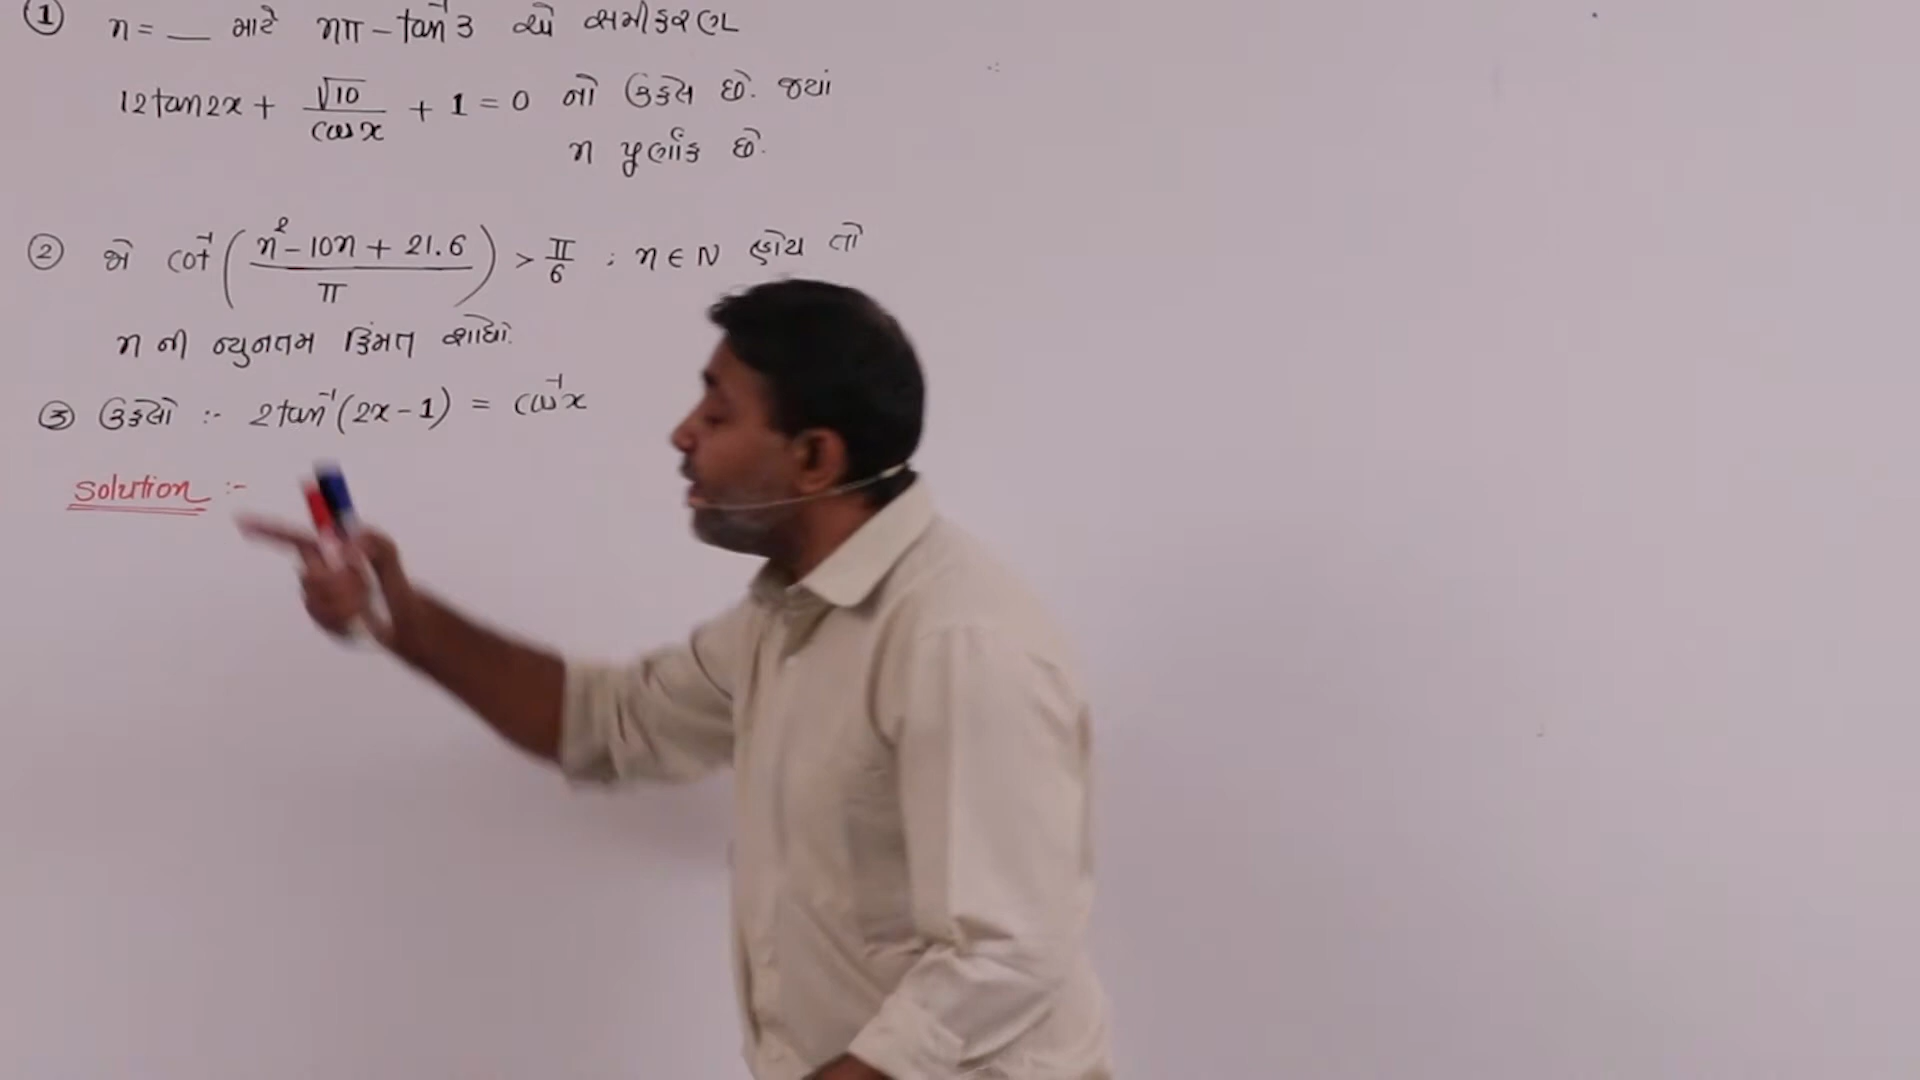 ① n = __ માટે nπ - tan⁻¹3 એ સમીકરણ
12tan2x + √10/cosx + 1 = 0 નો ઉકેલ છે. જ્યાં
n પુર્ણાંક છે.
② જો cot⁻¹((n² - 10n + 21.6)/π) > π/6 ; n ∈ N હોય તો
n ની ન્યુનતમ કિંમત શોધો.
③ ઉકેલો :- 2tan⁻¹(2x - 1) = cos⁻¹x
Solution :-